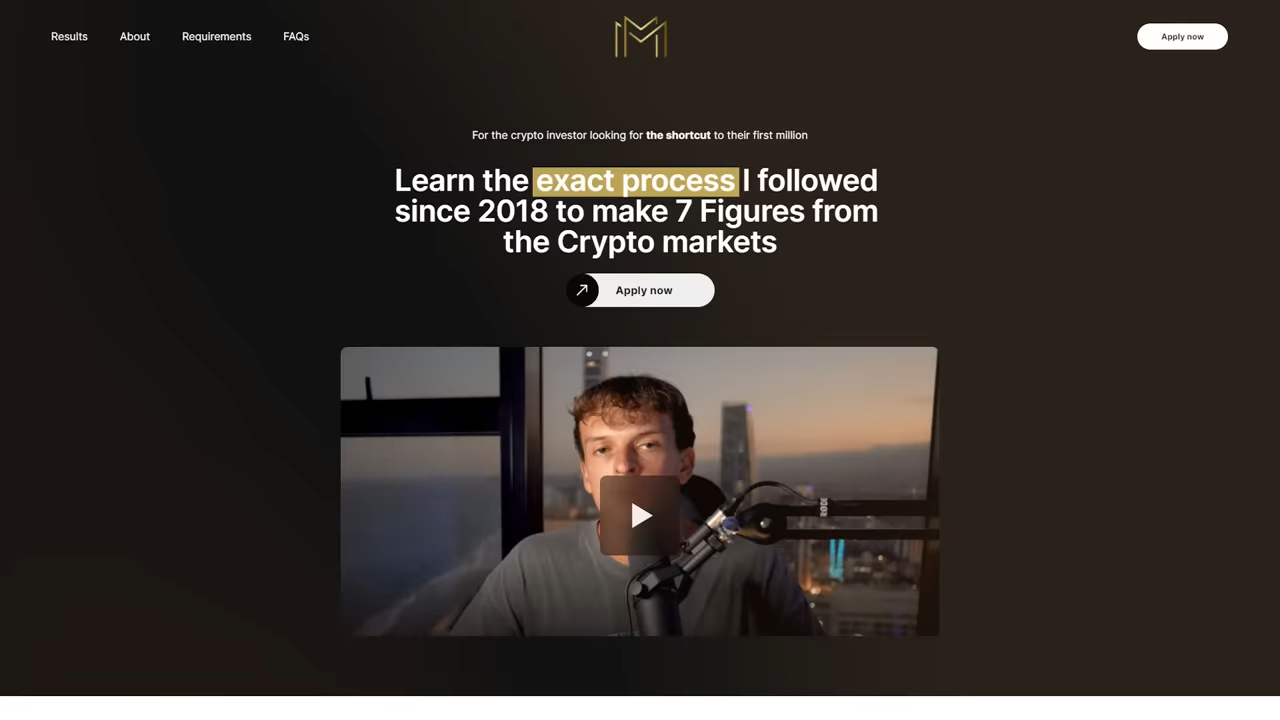 Results About Requirements FAQs Apply now
For the crypto investor looking for the shortcut to their first million
Learn the exact process I followed
since 2018 to make 7 Figures from
the Crypto markets
Apply now
RØDE